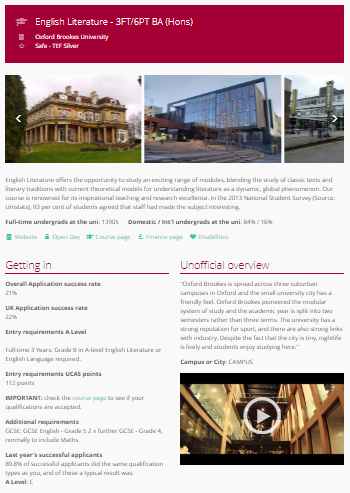 English Literature - 3FT/6PT BA (Hons)
Oxford Brookes University
Safe - TEF Silver
English Literature offers the opportunity to study an exciting range of modules, blending the study of classic texts and
literary traditions with current theoretical models for understanding literature as a dynamic, global phenomenon. Our
course is renowned for its inspirational teaching and research excellence. In the 2013 National Student Survey (Source:
Unistats), 93 per cent of students agreed that staff had made the subject interesting.
Full-time undergrads at the uni: 13905 Domestic / Int'l undergrads at the uni: 84% / 16%
Website Open Day Course page £ Finance page Disabilities
Getting in
Overall Application success rate
21%
UK Application success rate
22%
Entry requirements A Level
Full-time 3 Years: Grade B in A-level English Literature or
English Language required.
Entry requirements UCAS points
112 points
IMPORTANT: check the course page to see if your
qualifications are accepted.
Additional requirements
GCSE: GCSE English - Grade 5 2 x further GCSE - Grade 4,
normally to include Maths.
Last year's successful applicants
89.8% of successful applicants did the same qualification
types as you, and of these a typical result was:
A Level: C
Unofficial overview
"Oxford Brookes is spread across three suburban
campuses in Oxford and the small university city has a
friendly feel. Oxford Brookes pioneered the modular
system of study and the academic year is split into two
semesters rather than three terms. The university has a
strong reputation for sport, and there are also strong links
with industry. Despite the fact that the city is tiny, nightlife
is lively and students enjoy studying here."
Campus or City: CAMPUS